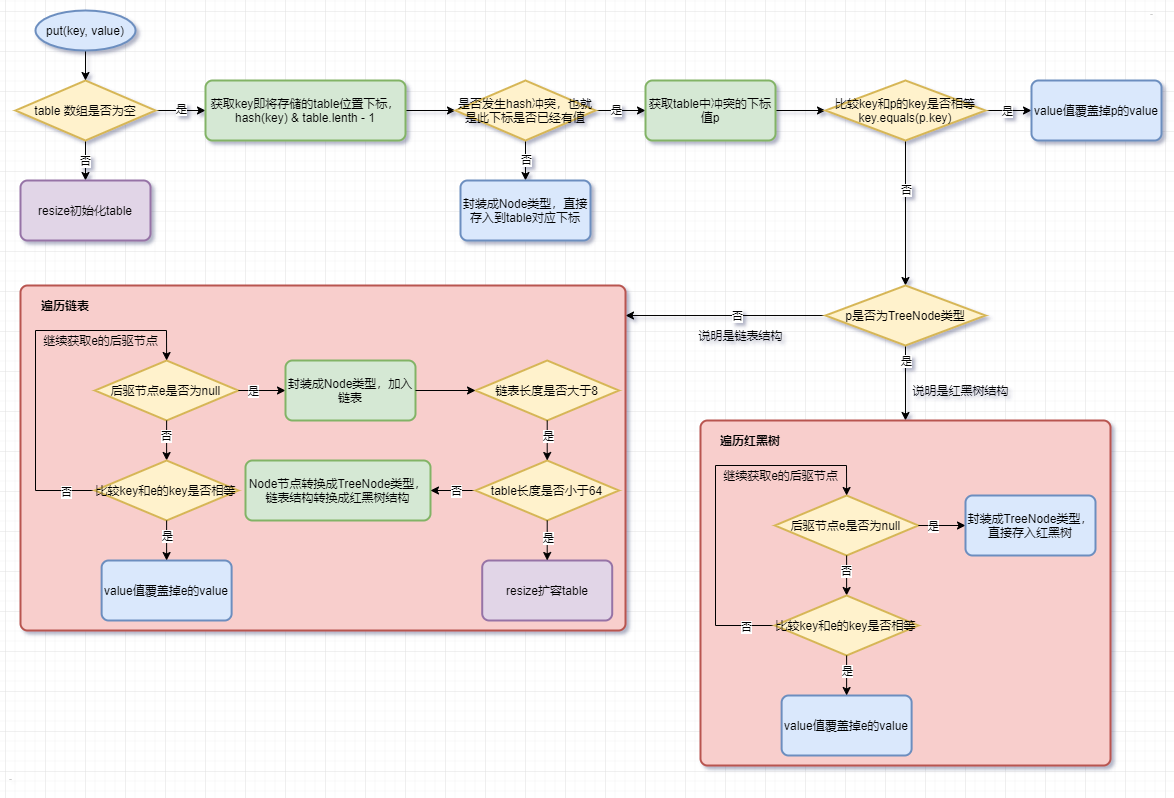 put(key, value)
table 数组是否为空
是
获取key即将存储的table位置下标，
hash(key) & table.lenth - 1
是否发生hash冲突，也就
是此下标是否已经有值
是
获取table中冲突的下标
值p
比较key和p的key是否相等
key.equals(p.key)
是
value值覆盖掉p的value
否
resize初始化table
否
封装成Node类型，直接
存入到table对应下标
否
p是否为TreeNode类型
否
说明是链表结构
是
说明是红黑树结构
遍历链表
继续获取e的后驱节点
后驱节点e是否为null
是
封装成Node类型，加入
链表
链表长度是否大于8
否
是
比较key和e的key是否相等
否
Node节点转换成TreeNode类型，
链表结构转换成红黑树结构
否
table长度是否小于64
是
是
value值覆盖掉e的value
resize扩容table
遍历红黑树
继续获取e的后驱节点
后驱节点e是否为null
是
封装成TreeNode类型，
直接存入红黑树
否
比较key和e的key是否相等
否
是
value值覆盖掉e的value